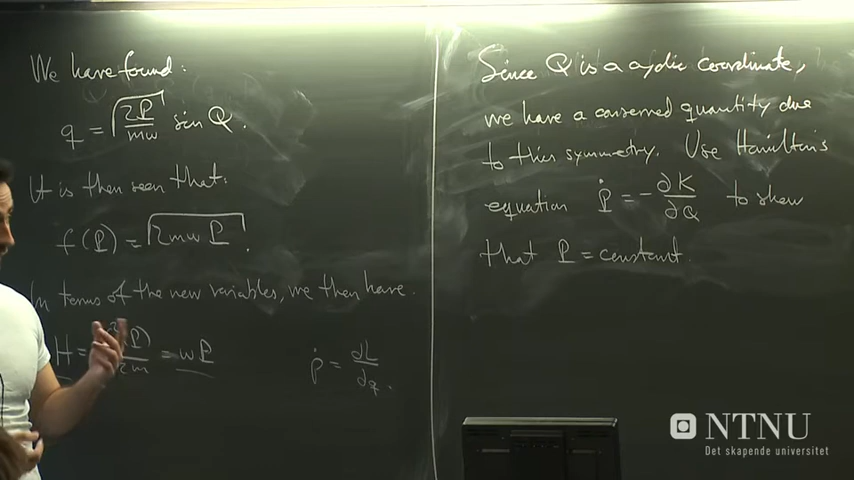 We have found:
q = √(2P/mω) sin Q.
It is then seen that:
f(P) = √(2mωP).
In terms of the new variables, we then have.
H = f²(P)/2m = ωP
ṗ = ∂L/∂q.
Since Q is a cyclic coordinate,
we have a conserved quantity due
to this symmetry. Use Hamilton's
equation Ṗ = -∂K/∂Q to show
that P = constant.
NTNU
Det skapende universitet